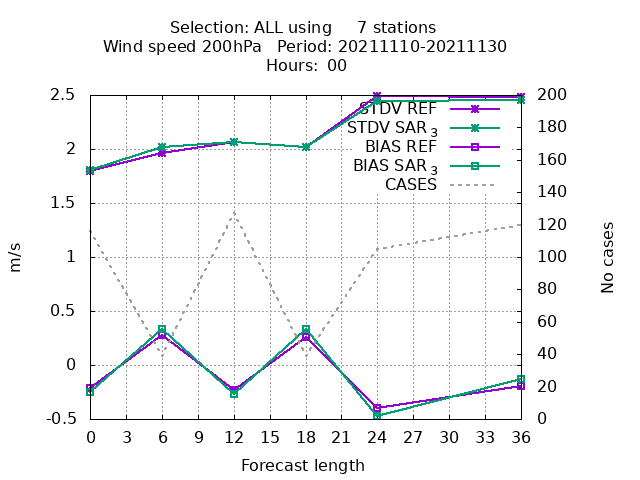 Selection: ALL using 7 stations
Wind speed 200hPa Period: 20211110-20211130
Hours: 00
2.5
2
1.5
1
0.5
0
-0.5
m/s
STDV REF
STDV SAR 3
BIAS REF
BIAS SAR 3
CASES
200
180
160
140
120
100
80
60
40
20
0
No cases
0 3 6 9 12 15 18 21 24 27 30 33 36
Forecast length